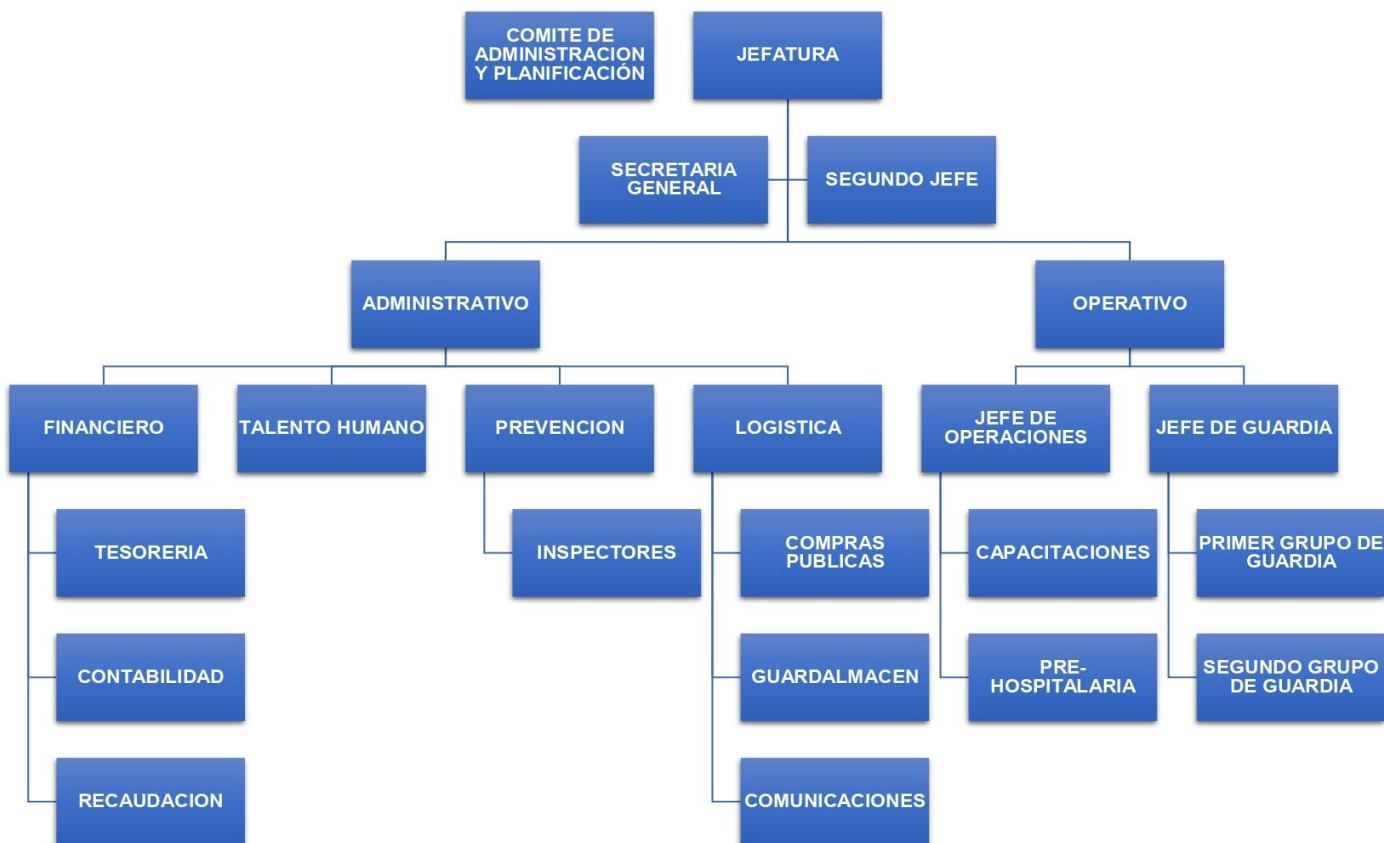 COMITE DE
ADMINISTRACION
Y PLANIFICACIÓN
JEFATURA
SECRETARIA
GENERAL
SEGUNDO JEFE
ADMINISTRATIVO
OPERATIVO
FINANCIERO
TALENTO HUMANO
PREVENCION
LOGISTICA
JEFE DE
OPERACIONES
JEFE DE GUARDIA
TESORERIA
INSPECTORES
COMPRAS
PUBLICAS
CAPACITACIONES
PRIMER GRUPO DE
GUARDIA
CONTABILIDAD
GUARDALMACEN
PRE-
HOSPITALARIA
SEGUNDO GRUPO
DE GUARDIA
RECAUDACION
COMUNICACIONES